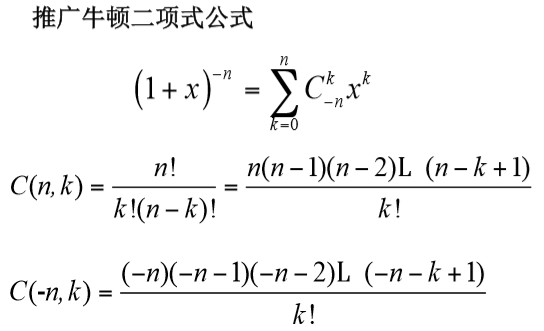 推广牛顿二项式公式
(1 + x)^{-n} = \sum_{k=0}^{n} C_{-n}^{k} x^{k}
C(n, k) = \frac{n!}{k!(n-k)!} = \frac{n(n-1)(n-2)L (n-k+1)}{k!}
C(-n, k) = \frac{(-n)(-n-1)(-n-2)L (-n-k+1)}{k!}